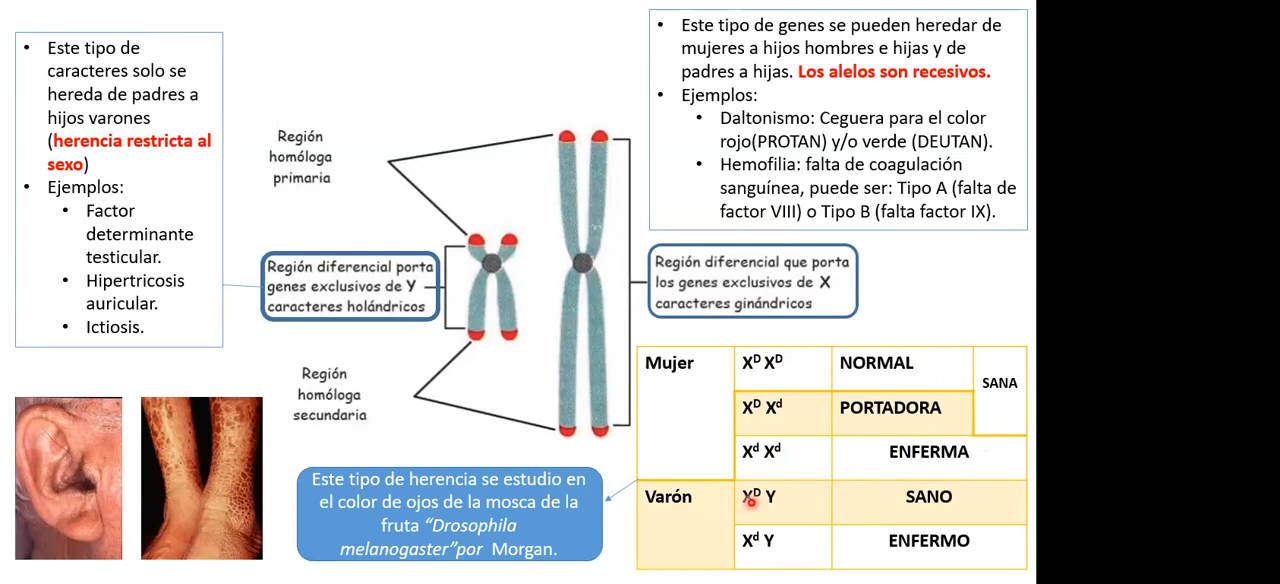 • Este tipo de
caracteres solo se
hereda de padres a
hijos varones
(herencia restricta al
sexo)
• Ejemplos:
• Factor
determinante
testicular.
• Hipertricosis
auricular.
• Ictiosis.
Región
homóloga
primaria
Región diferencial porta
genes exclusivos de Y
caracteres holándricos
Región
homóloga
secundaria
• Este tipo de genes se pueden heredar de
mujeres a hijos hombres e hijas y de
padres a hijas. Los alelos son recesivos.
• Ejemplos:
• Daltonismo: Ceguera para el color
rojo(PROTAN) y/o verde (DEUTAN).
• Hemofilia: falta de coagulación
sanguínea, puede ser: Tipo A (falta de
factor VIII) o Tipo B (falta factor IX).
Región diferencial que porta
los genes exclusivos de X
caracteres ginándricos
Mujer XᴰXᴰ NORMAL SANA
XᴰXᵈ PORTADORA
XᵈXᵈ ENFERMA
Varón XᴰY SANO
XᵈY ENFERMO
Este tipo de herencia se estudio en
el color de ojos de la mosca de la
fruta “Drosophila
melanogaster”por Morgan.